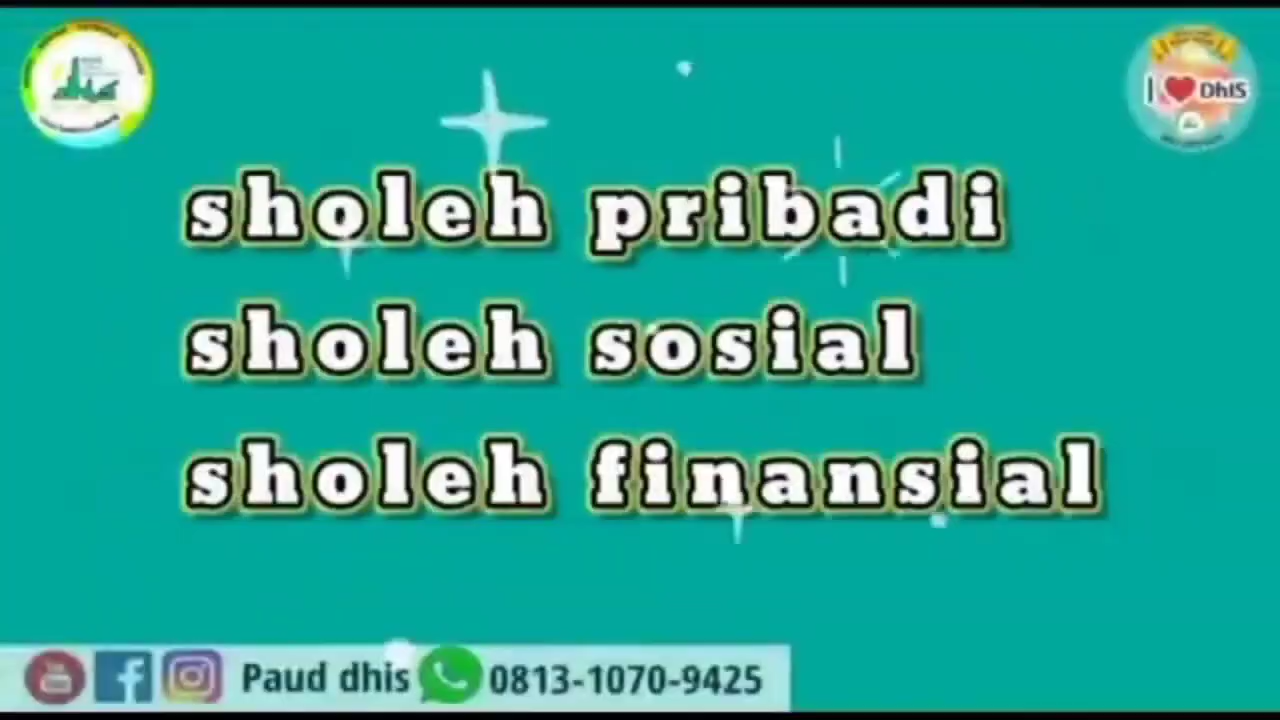 I ❤ DhIS
sholeh pribadi
sholeh sosial
sholeh finansial
Paud dhis 0813-1070-9425